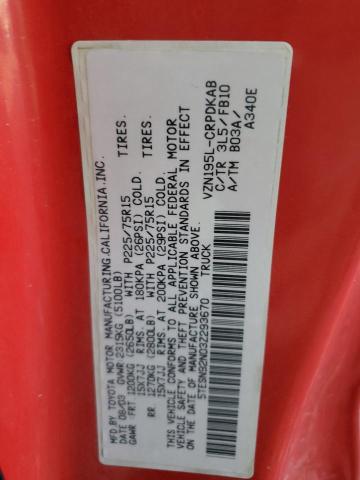 MFD BY TOYOTA MOTOR MANUFACTURING.CALIFORNIA.INC.
DATE 08/03 GVWR 2315KG (5100LB)
GAWR FRT 1200KG (2650LB) WITH P225/75R15 TIRES.
15X7JJ RIMS. AT 180KPA (26PSI) COLD.
RR 1270KG (2800LB) WITH P225/75R15 TIRES.
15X7JJ RIMS. AT 200KPA (29PSI) COLD.
THIS VEHICLE CONFORMS TO ALL APPLICABLE FEDERAL MOTOR
VEHICLE SAFETY AND THEFT PREVENTION STANDARDS IN EFFECT
ON THE DATE OF MANUFACTURE SHOWN ABOVE.
5TESN92N03Z293670 TRUCK
VZN195L-CRPDKAB
C/TR 3L5/FB10
A/TM B03A/
A340E